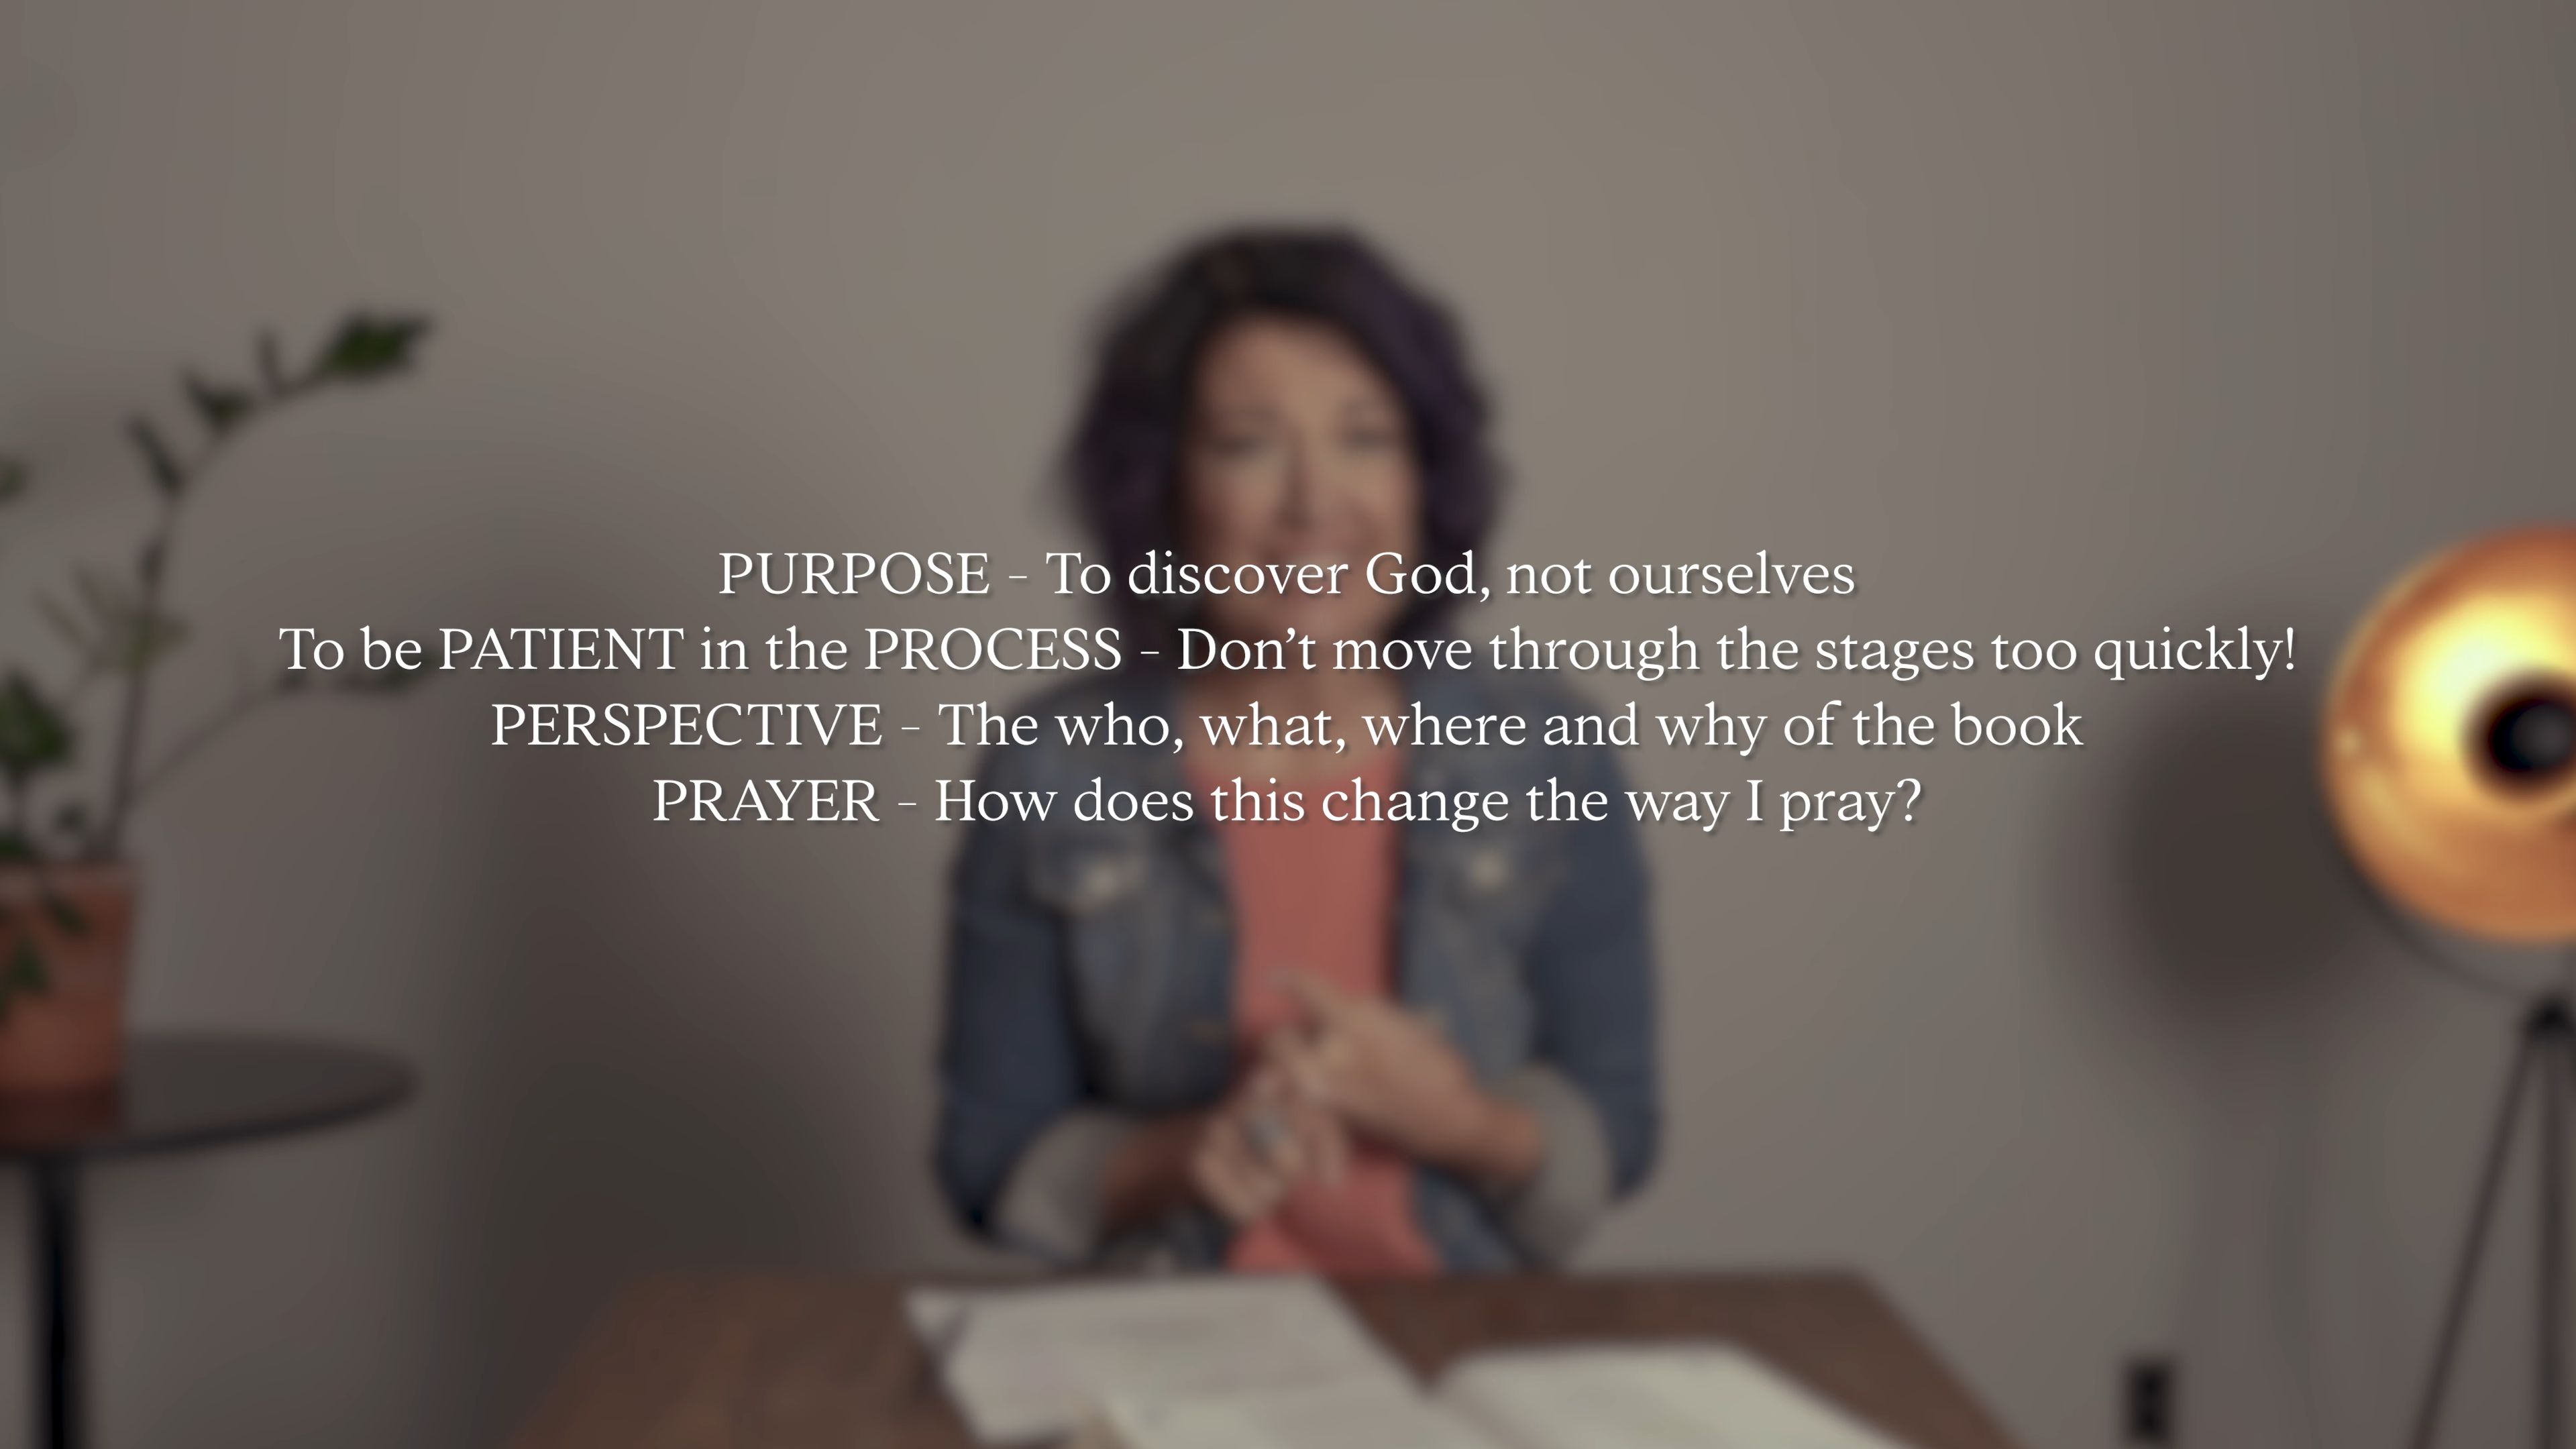 PURPOSE - To discover God, not ourselves
To be PATIENT in the PROCESS - Don't move through the stages too quickly!
PERSPECTIVE - The who, what, where and why of the book
PRAYER - How does this change the way I pray?